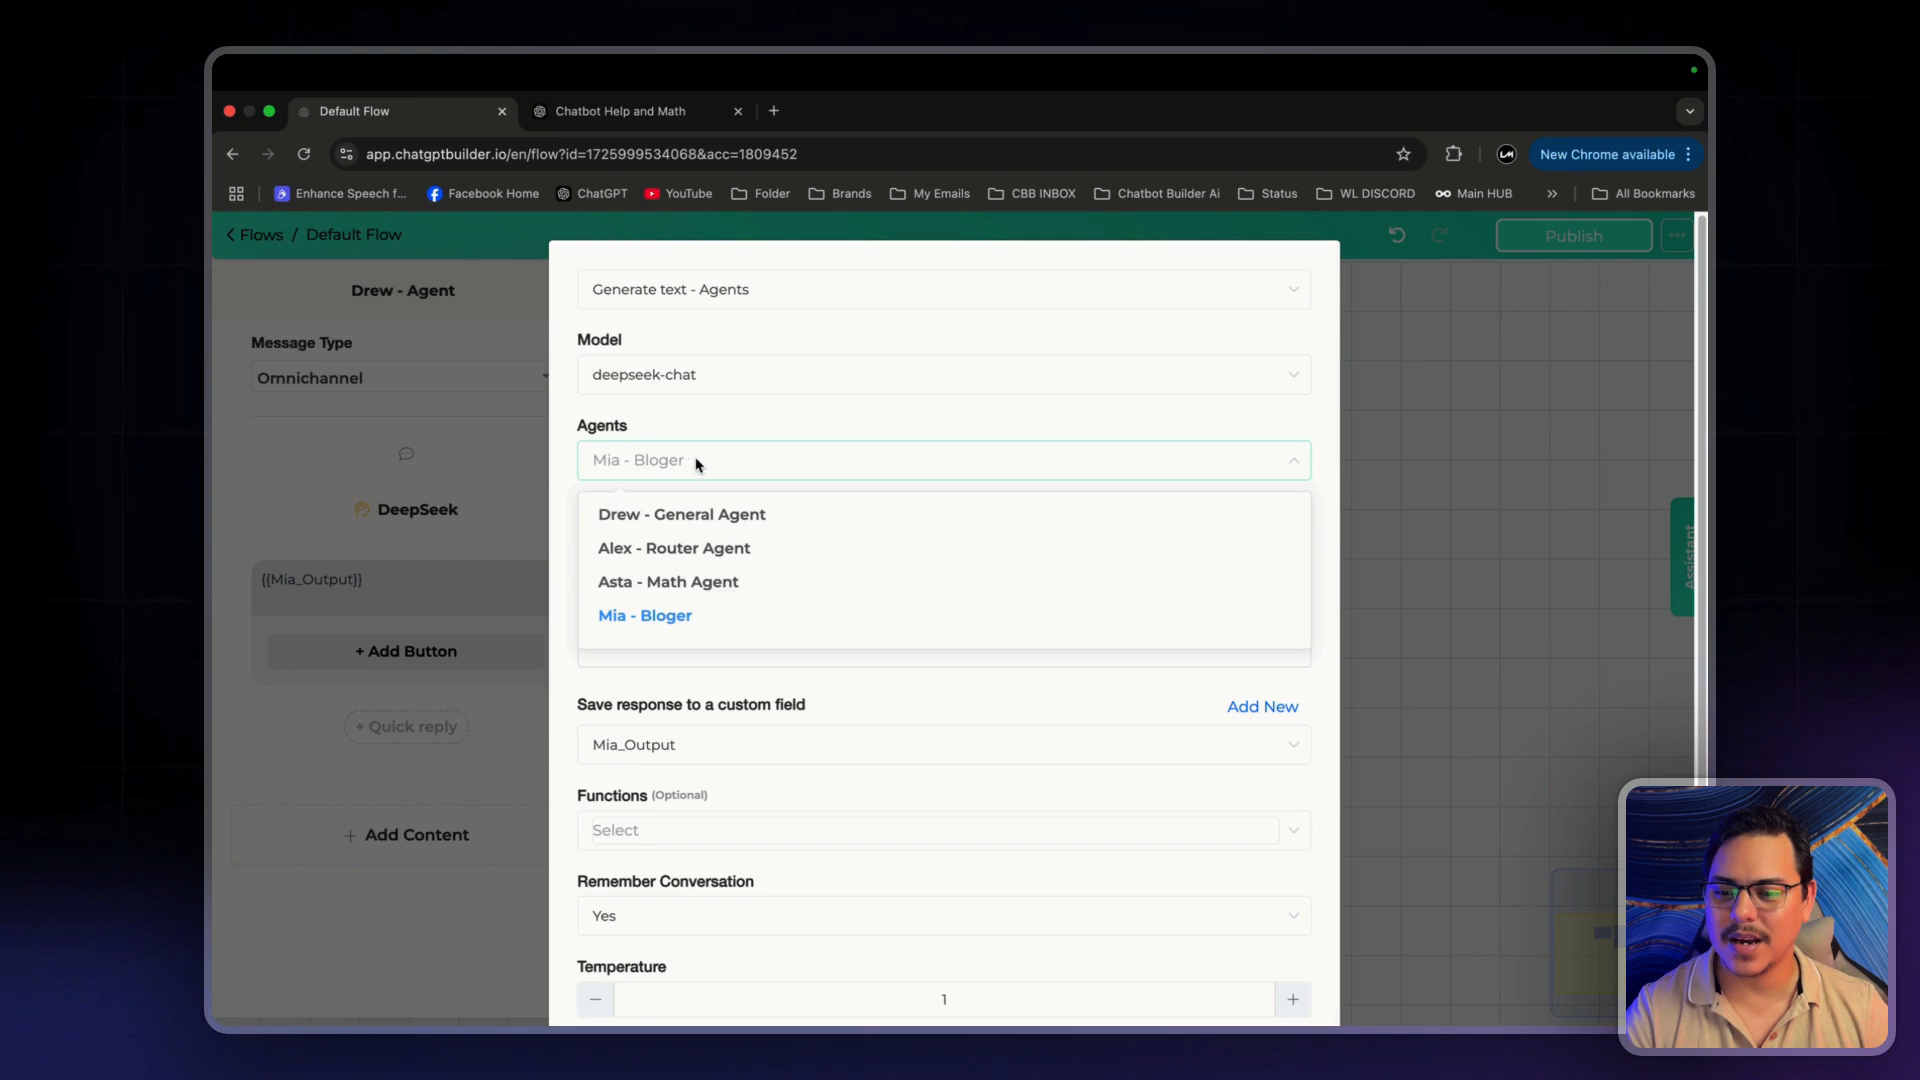 Default Flow
Chatbot Help and Math
app.chatgptbuilder.io/en/flow?id=1725999534068&acc=1809452
New Chrome available
Enhance Speech f...
Facebook Home
ChatGPT
YouTube
Folder
Brands
My Emails
CBB INBOX
Chatbot Builder Ai
Status
WL DISCORD
Main HUB
All Bookmarks
Flows / Default Flow
Publish
Drew - Agent
Message Type
Omnichannel
DeepSeek
{{Mia_Output}}
+ Add Button
+ Quick reply
+ Add Content
Generate text - Agents
Model
deepseek-chat
Agents
Mia - Bloger
Drew - General Agent
Alex - Router Agent
Asta - Math Agent
Mia - Bloger
Save response to a custom field
Add New
Mia_Output
Functions (Optional)
Select
Remember Conversation
Yes
Temperature
1
Assistant